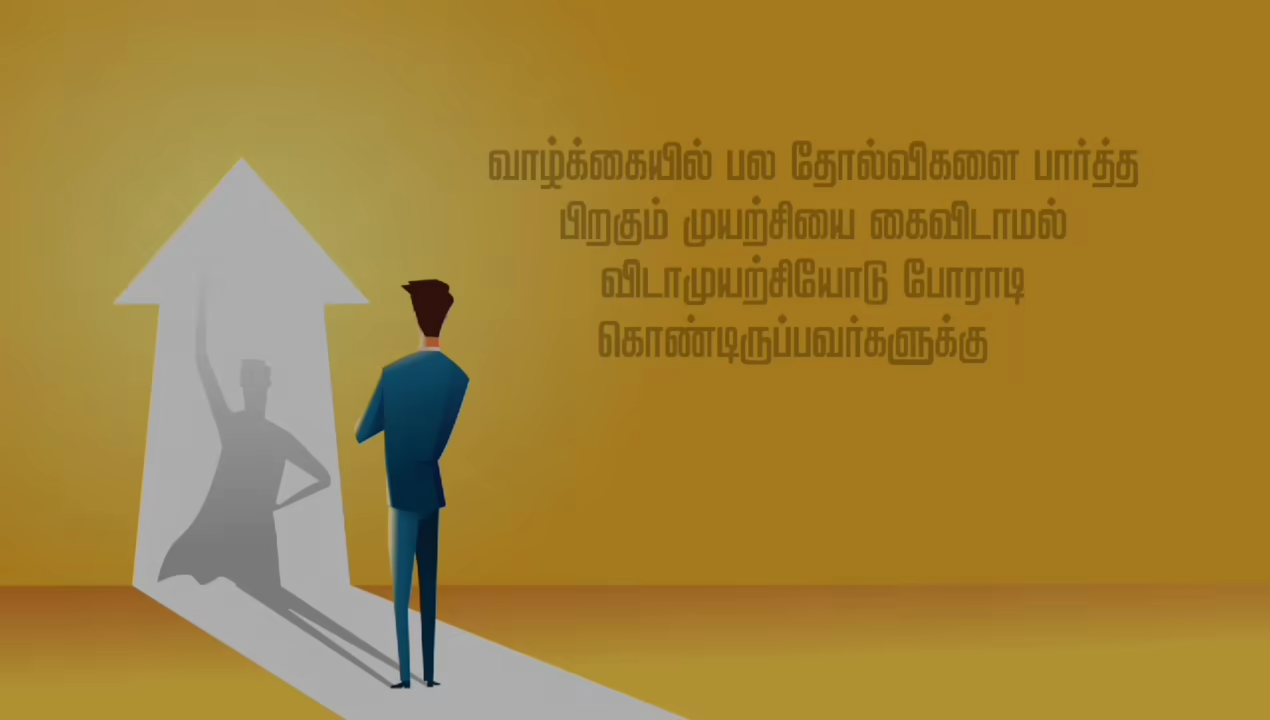 வாழ்க்கையில் பல தோல்விகளை பார்த்த
பிறகும் முயற்சியை கைவிடாமல்
விடாமுயற்சியோடு போராடி
கொண்டிருப்பவர்களுக்கு